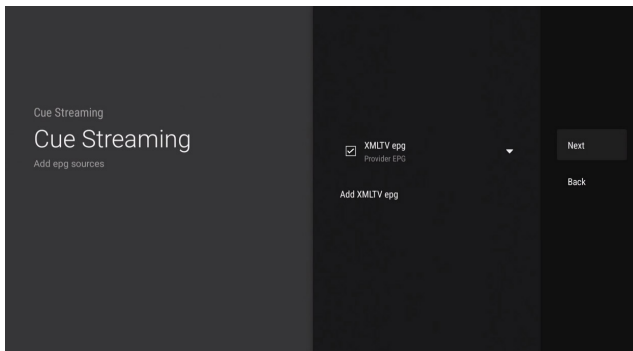 Cue Streaming
Cue Streaming
Add epg sources
XMLTV epg
Provider EPG
Add XMLTV epg
Next
Back